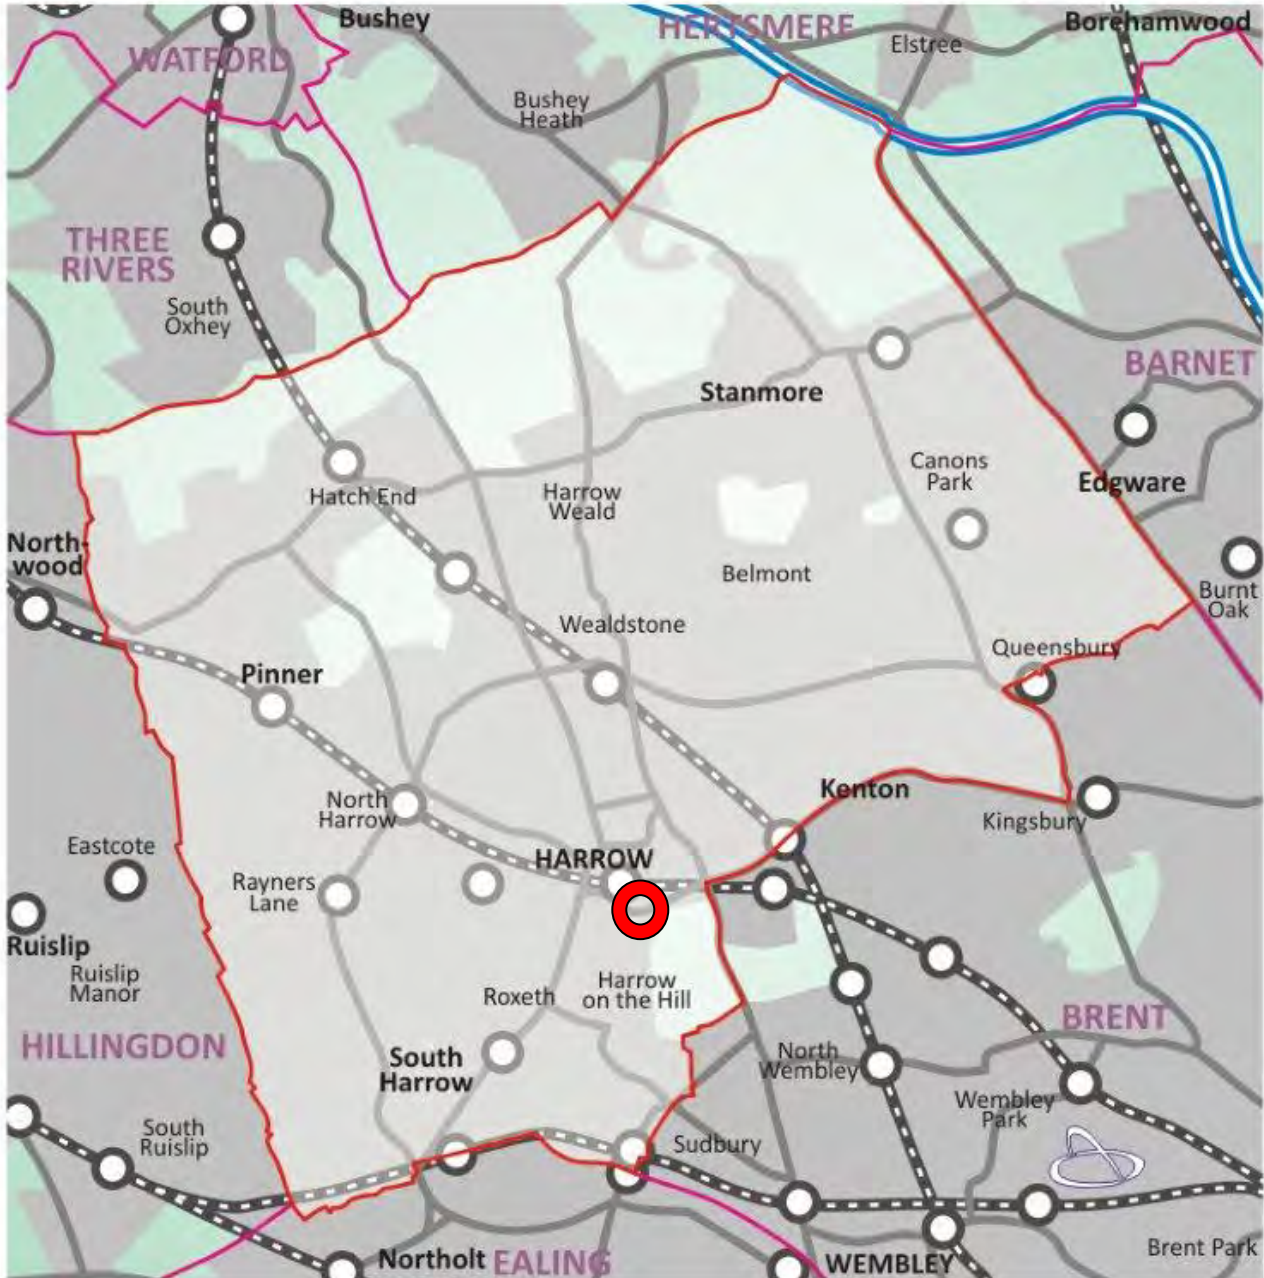 Bushey
Borehamwood
WATFORD
HERTSMERE
Elstree
Bushey
Heath
THREE
RIVERS
South
Oxhey
BARNET
Stanmore
Canons
Park
Edgware
Hatch End
Harrow
Weald
North-
wood
Belmont
Burnt
Oak
Wealdstone
Queensbury
Pinner
North
Harrow
Kenton
Kingsbury
Eastcote
HARROW
Rayners
Lane
Ruislip
Ruislip
Manor
Roxeth
Harrow
on the Hill
HILLINGDON
BRENT
South
Harrow
North
Wembley
Wembley
Park
South
Ruislip
Sudbury
Northolt
EALING
WEMBLEY
Brent Park